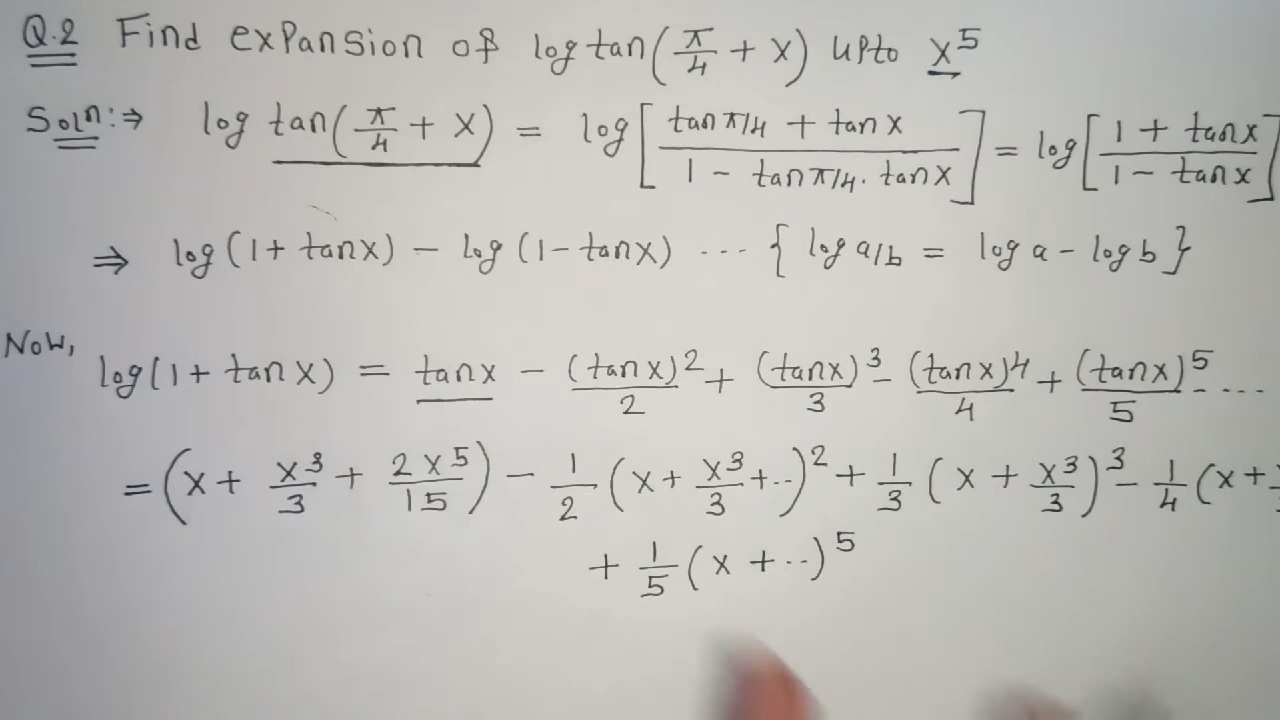 Q.2 Find expansion of log tan(π/4 + x) upto x^5
Soln:⇒ log tan(π/4 + x) = log[(tan π/4 + tan x)/(1 - tan π/4 · tan x)] = log[(1 + tan x)/(1 - tan x)]
⇒ log(1 + tan x) - log(1 - tan x) ... {log a/b = log a - log b}
Now,
log(1 + tan x) = tan x - (tan x)^2/2 + (tan x)^3/3 - (tan x)^4/4 + (tan x)^5/5 - ....
= (x + x^3/3 + 2x^5/15) - 1/2 (x + x^3/3 + ..)^2 + 1/3 (x + x^3/3)^3 - 1/4 (x +
+ 1/5 (x + ..)^5